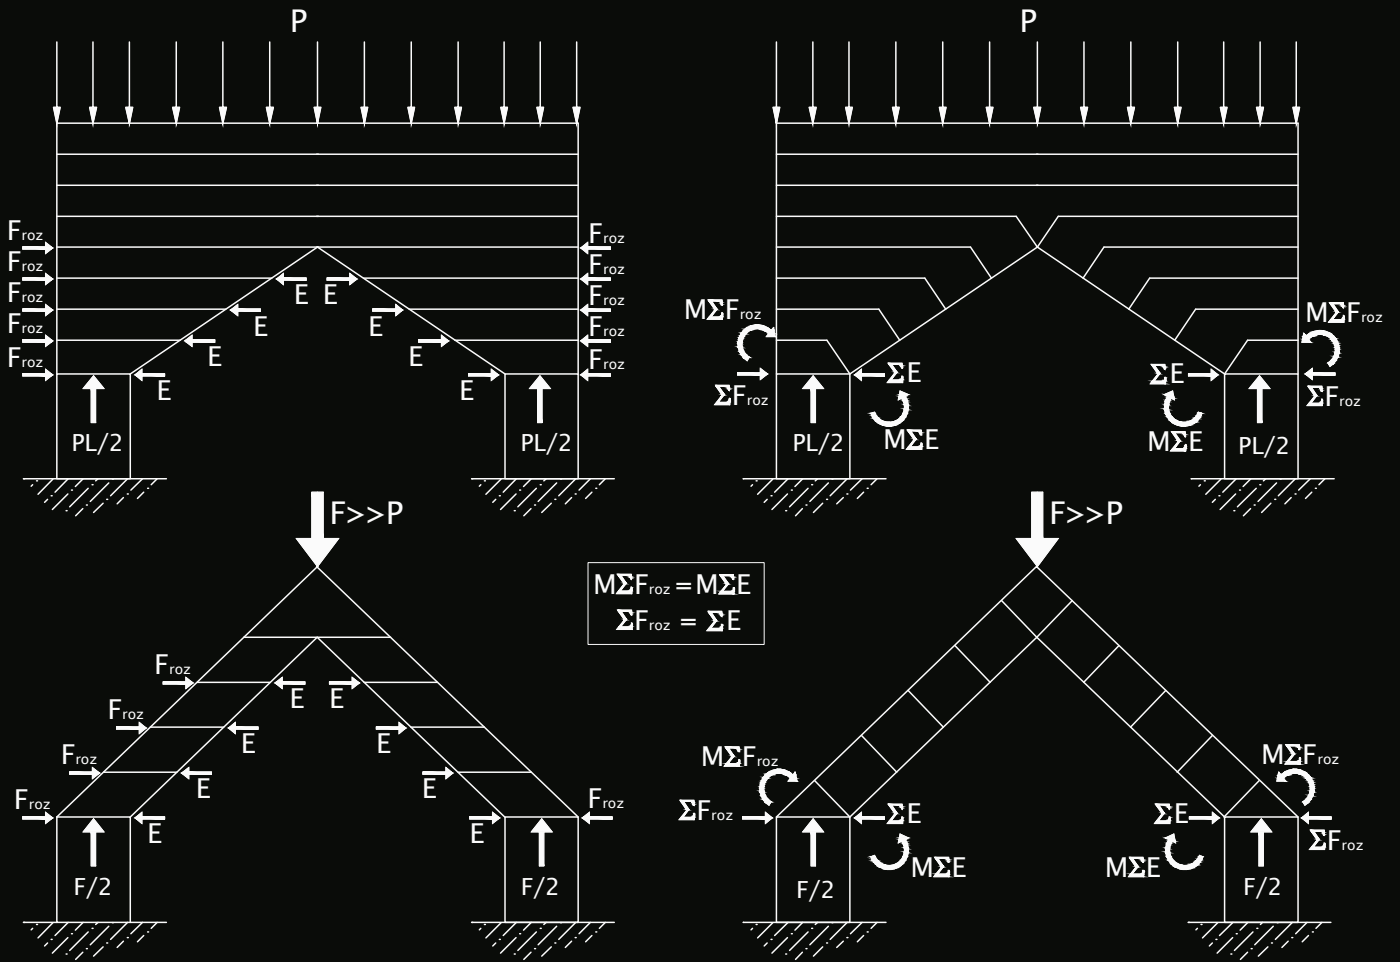 P
P
Froz
Froz
Froz
Froz
Froz
E
E
E
E
E
E
E
E
Froz
Froz
Froz
Froz
Froz
PL/2
PL/2
MΣFroz
ΣFroz
ΣE
MΣE
PL/2
MΣFroz
ΣFroz
ΣE
MΣE
PL/2
F>>P
F>>P
MΣFroz = MΣE
ΣFroz = ΣE
Froz
Froz
Froz
Froz
E
E
E
E
E
E
E
E
Froz
F/2
F/2
MΣFroz
ΣFroz
ΣE
MΣE
F/2
MΣFroz
ΣFroz
ΣE
MΣE
F/2